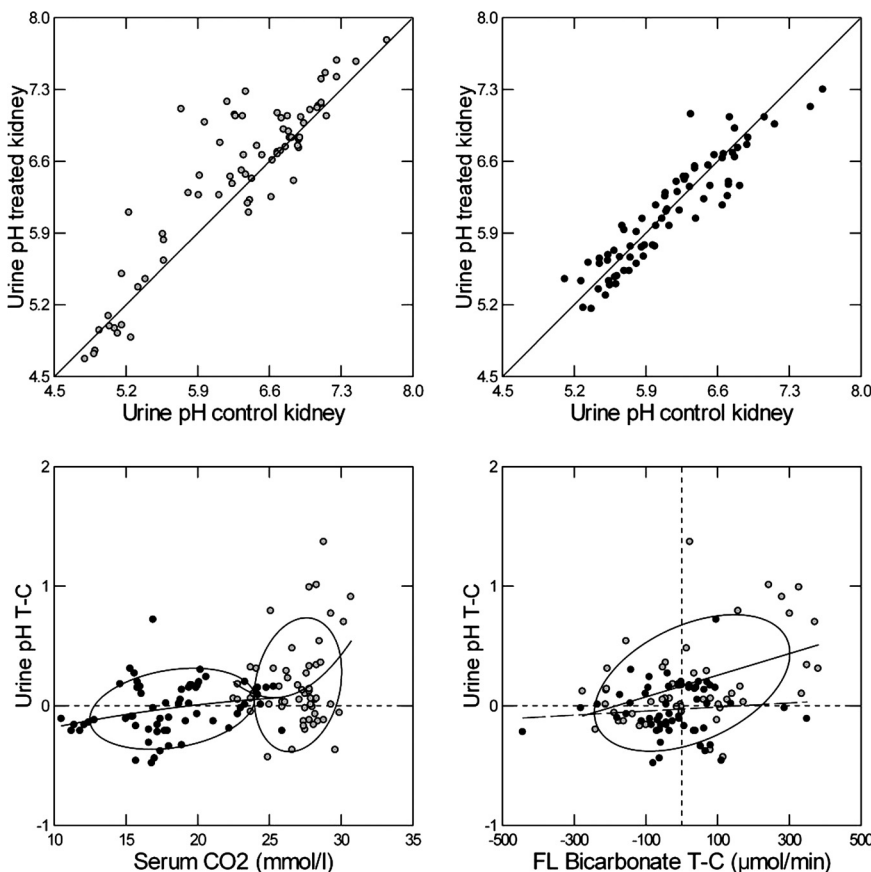 8.0
7.3
6.6
5.9
5.2
4.5
Urine pH treated kidney
4.5 5.2 5.9 6.6 7.3 8.0
Urine pH control kidney
8.0
7.3
6.6
5.9
5.2
4.5
Urine pH treated kidney
4.5 5.2 5.9 6.6 7.3 8.0
Urine pH control kidney
2
1
0
-1
Urine pH T-C
10 15 20 25 30 35
Serum CO2 (mmol/l)
2
1
0
-1
Urine pH T-C
-500 -300 -100 100 300 500
FL Bicarbonate T-C (µmol/min)